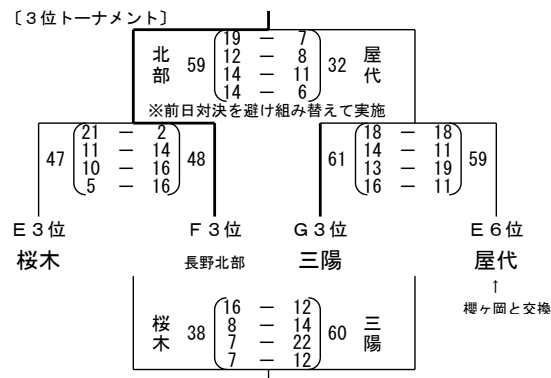 〔３位トーナメント〕
北部 59 19 － 7 32 屋代
12 － 8
14 － 11
14 － 6
※前日対決を避け組み替えて実施
47 21 － 2 48
11 － 14
10 － 16
5 － 16
61 18 － 18 59
14 － 11
13 － 19
16 － 11
Ｅ３位 Ｆ３位 Ｇ３位 Ｅ６位
桜木 長野北部 三陽 屋代
↑
櫻ヶ岡と交換
桜木 38 16 － 12 60 三陽
8 － 14
7 － 22
7 － 12